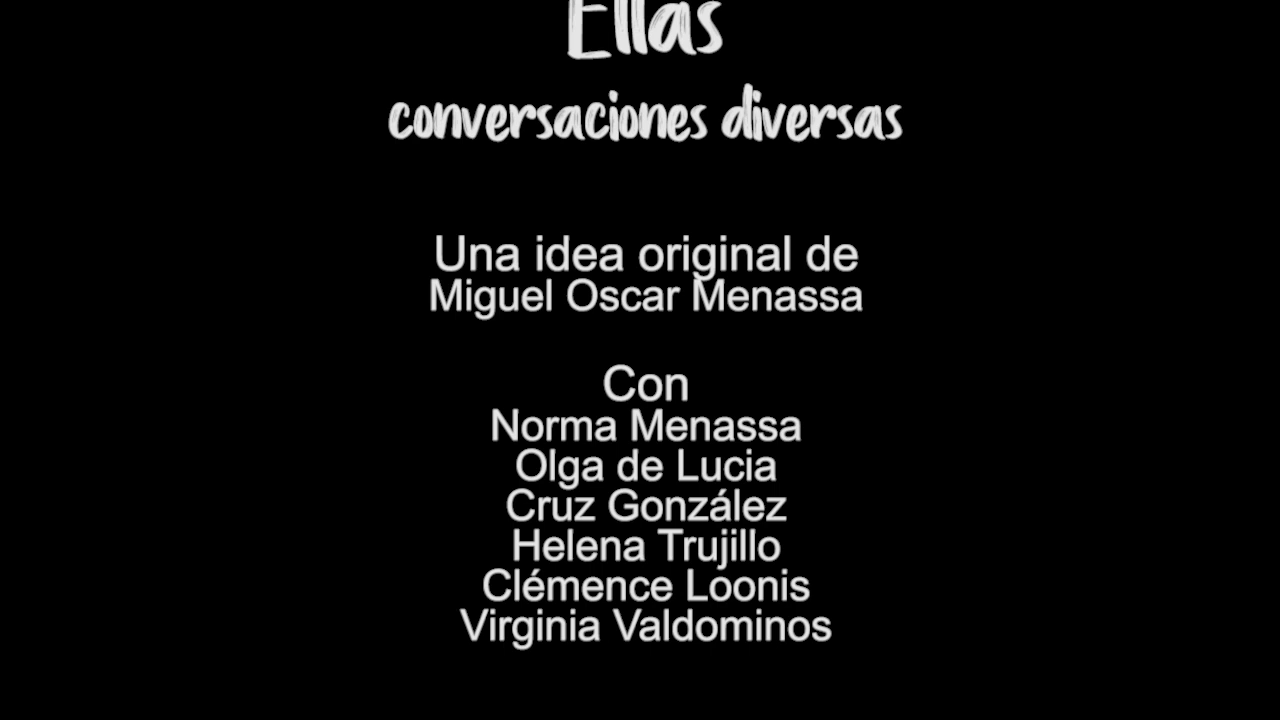 Ellas
conversaciones diversas
Una idea original de
Miguel Oscar Menassa
Con
Norma Menassa
Olga de Lucia
Cruz González
Helena Trujillo
Clémence Loonis
Virginia Valdominos